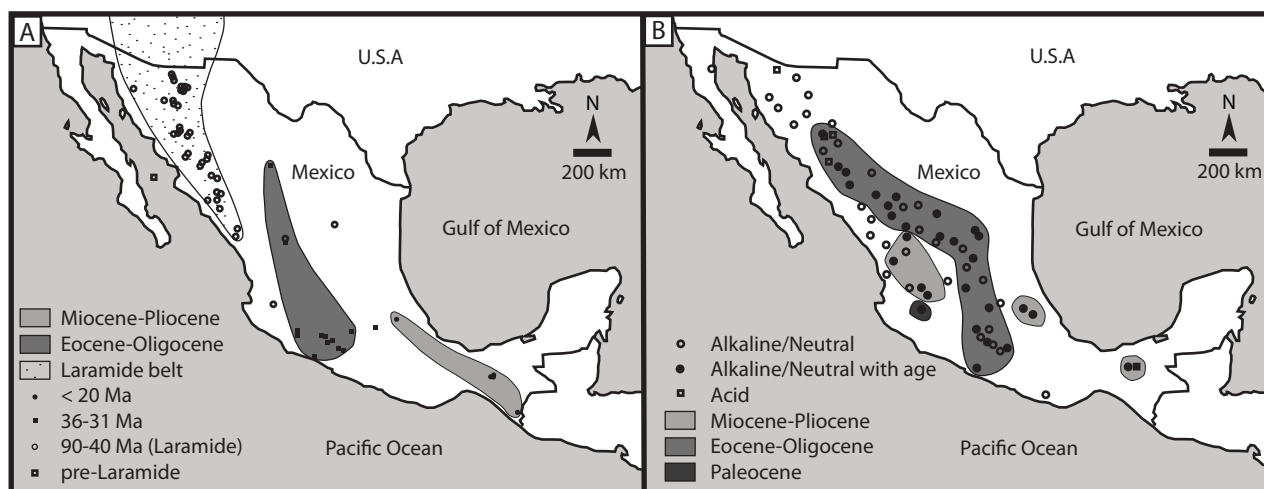 A
U.S.A
N
200 km
Mexico
Gulf of Mexico
Miocene-Pliocene
Eocene-Oligocene
Laramide belt
< 20 Ma
36-31 Ma
90-40 Ma (Laramide)
pre-Laramide
Pacific Ocean
B
U.S.A
N
200 km
Mexico
Gulf of Mexico
Alkaline/Neutral
Alkaline/Neutral with age
Acid
Miocene-Pliocene
Eocene-Oligocene
Paleocene
Pacific Ocean